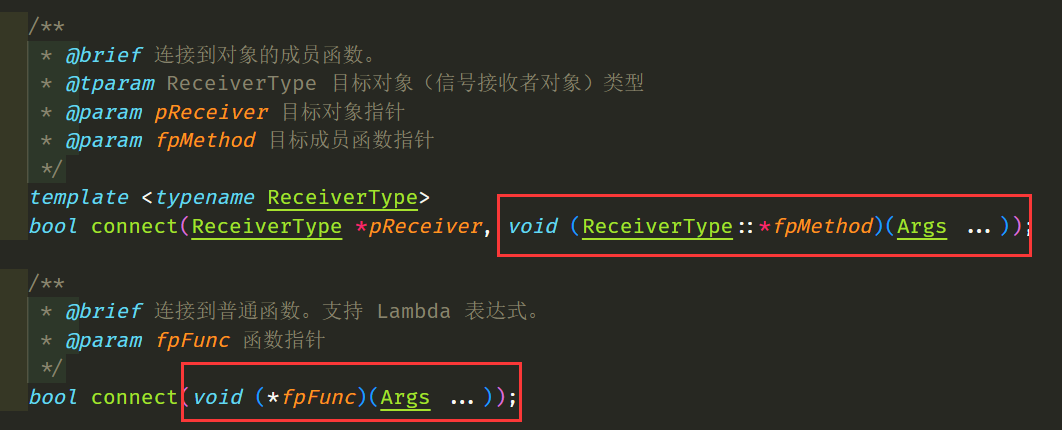 /**
* @brief 连接到对象的成员函数。
* @tparam ReceiverType 目标对象（信号接收者对象）类型
* @param pReceiver 目标对象指针
* @param fpMethod 目标成员函数指针
*/
template <typename ReceiverType>
bool connect(ReceiverType *pReceiver, void (ReceiverType::*fpMethod)(Args ...));
/**
* @brief 连接到普通函数。支持 Lambda 表达式。
* @param fpFunc 函数指针
*/
bool connect(void (*fpFunc)(Args ...));